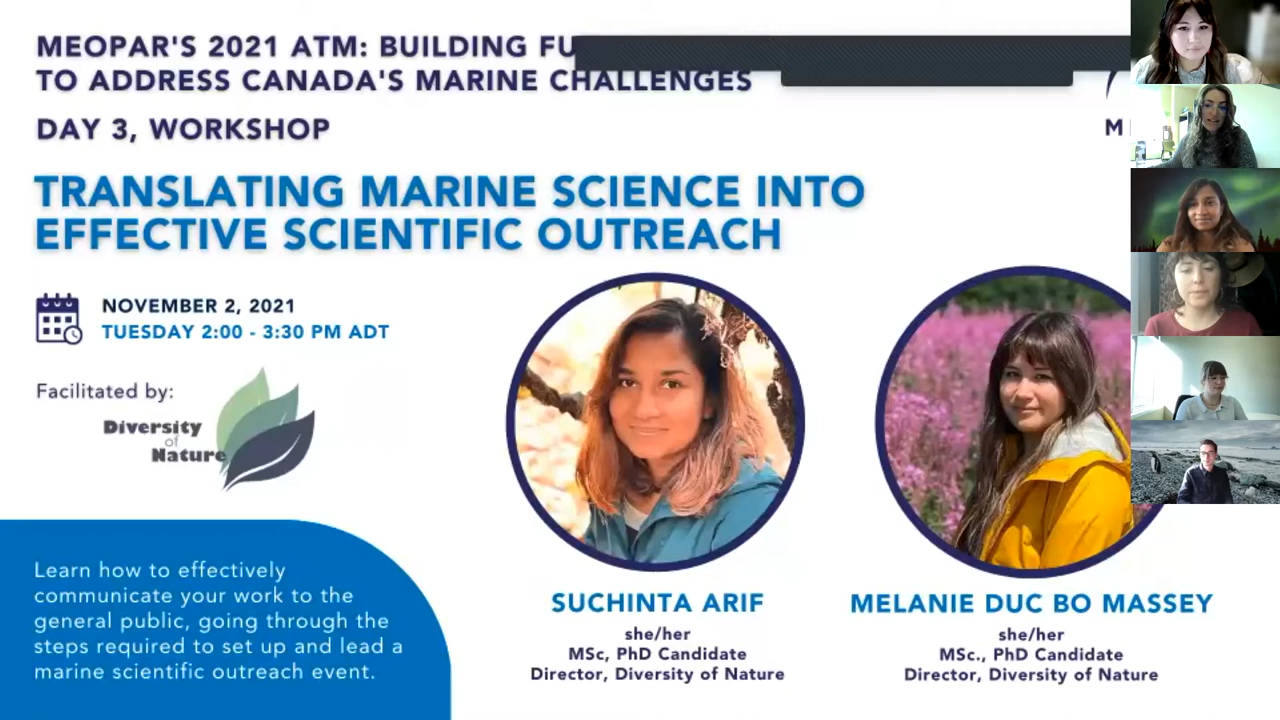 MEOPAR'S 2021 ATM: BUILDING
TO ADDRESS CANADA'S MARINE CHALLENGES
DAY 3, WORKSHOP
TRANSLATING MARINE SCIENCE INTO
EFFECTIVE SCIENTIFIC OUTREACH
NOVEMBER 2, 2021
TUESDAY 2:00 - 3:30 PM ADT
Facilitated by:
Diversity
of
Nature
Learn how to effectively
communicate your work to the
general public, going through the
steps required to set up and lead a
marine scientific outreach event.
SUCHINTA ARIF
she/her
MSc, PhD Candidate
Director, Diversity of Nature
MELANIE DUC BO MASSEY
she/her
MSc., PhD Candidate
Director, Diversity of Nature